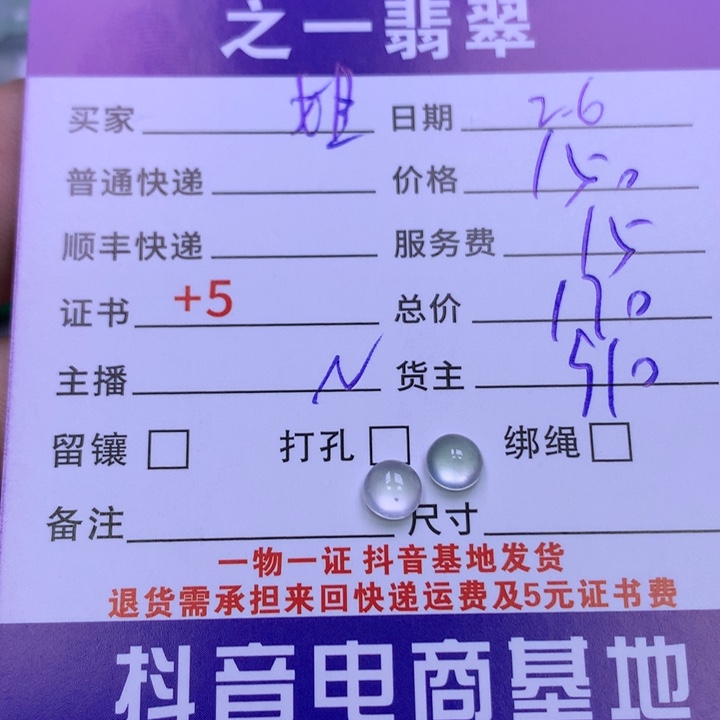 之一翡翠
买家 姐 日期 2.6
普通快递 价格 150
顺丰快递 服务费 15
证书 +5 总价 170
主播 N 货主 510
留镶 打孔 绑绳
备注 尺寸
一物一证 抖音基地发货
退货需承担来回快递运费及5元证书费
抖音电商基地